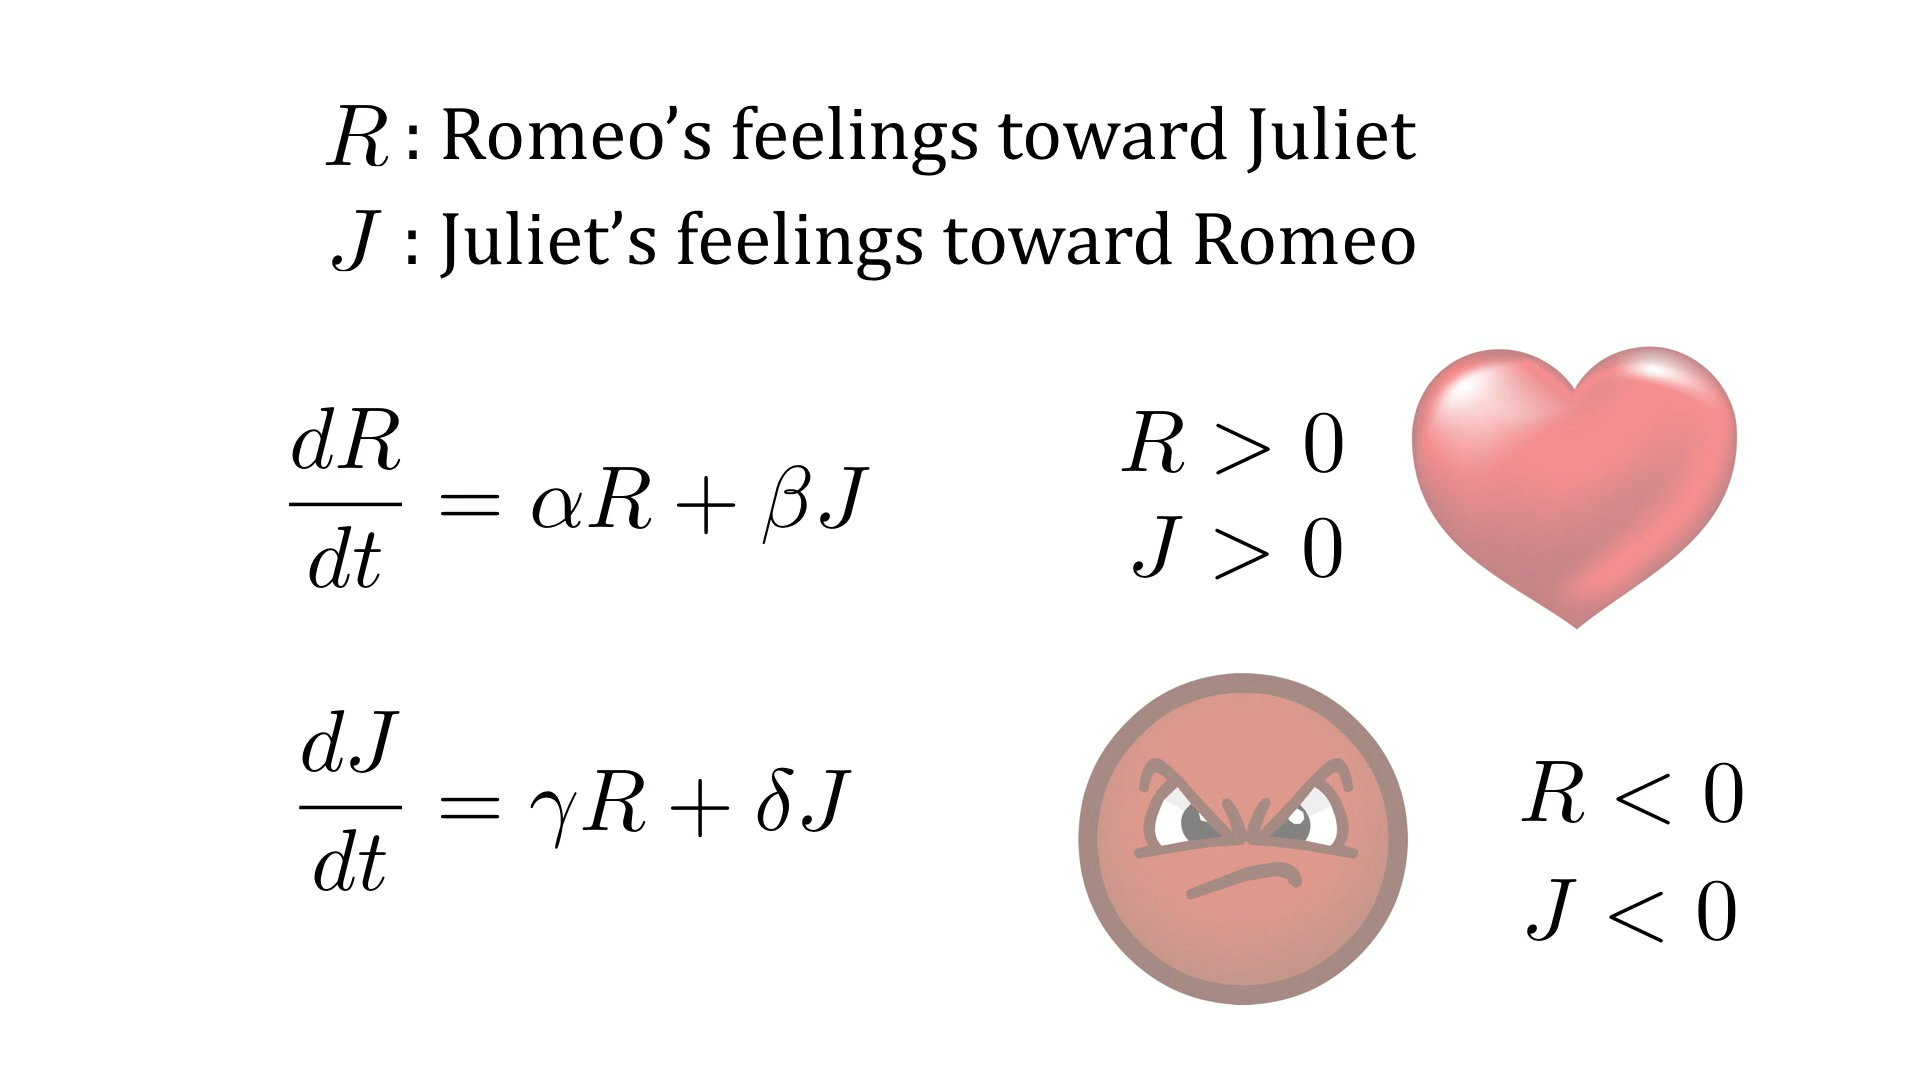 R : Romeo’s feelings toward Juliet
J : Juliet’s feelings toward Romeo
dR/dt = αR + βJ
R > 0
J > 0
dJ/dt = γR + δJ
R < 0
J < 0